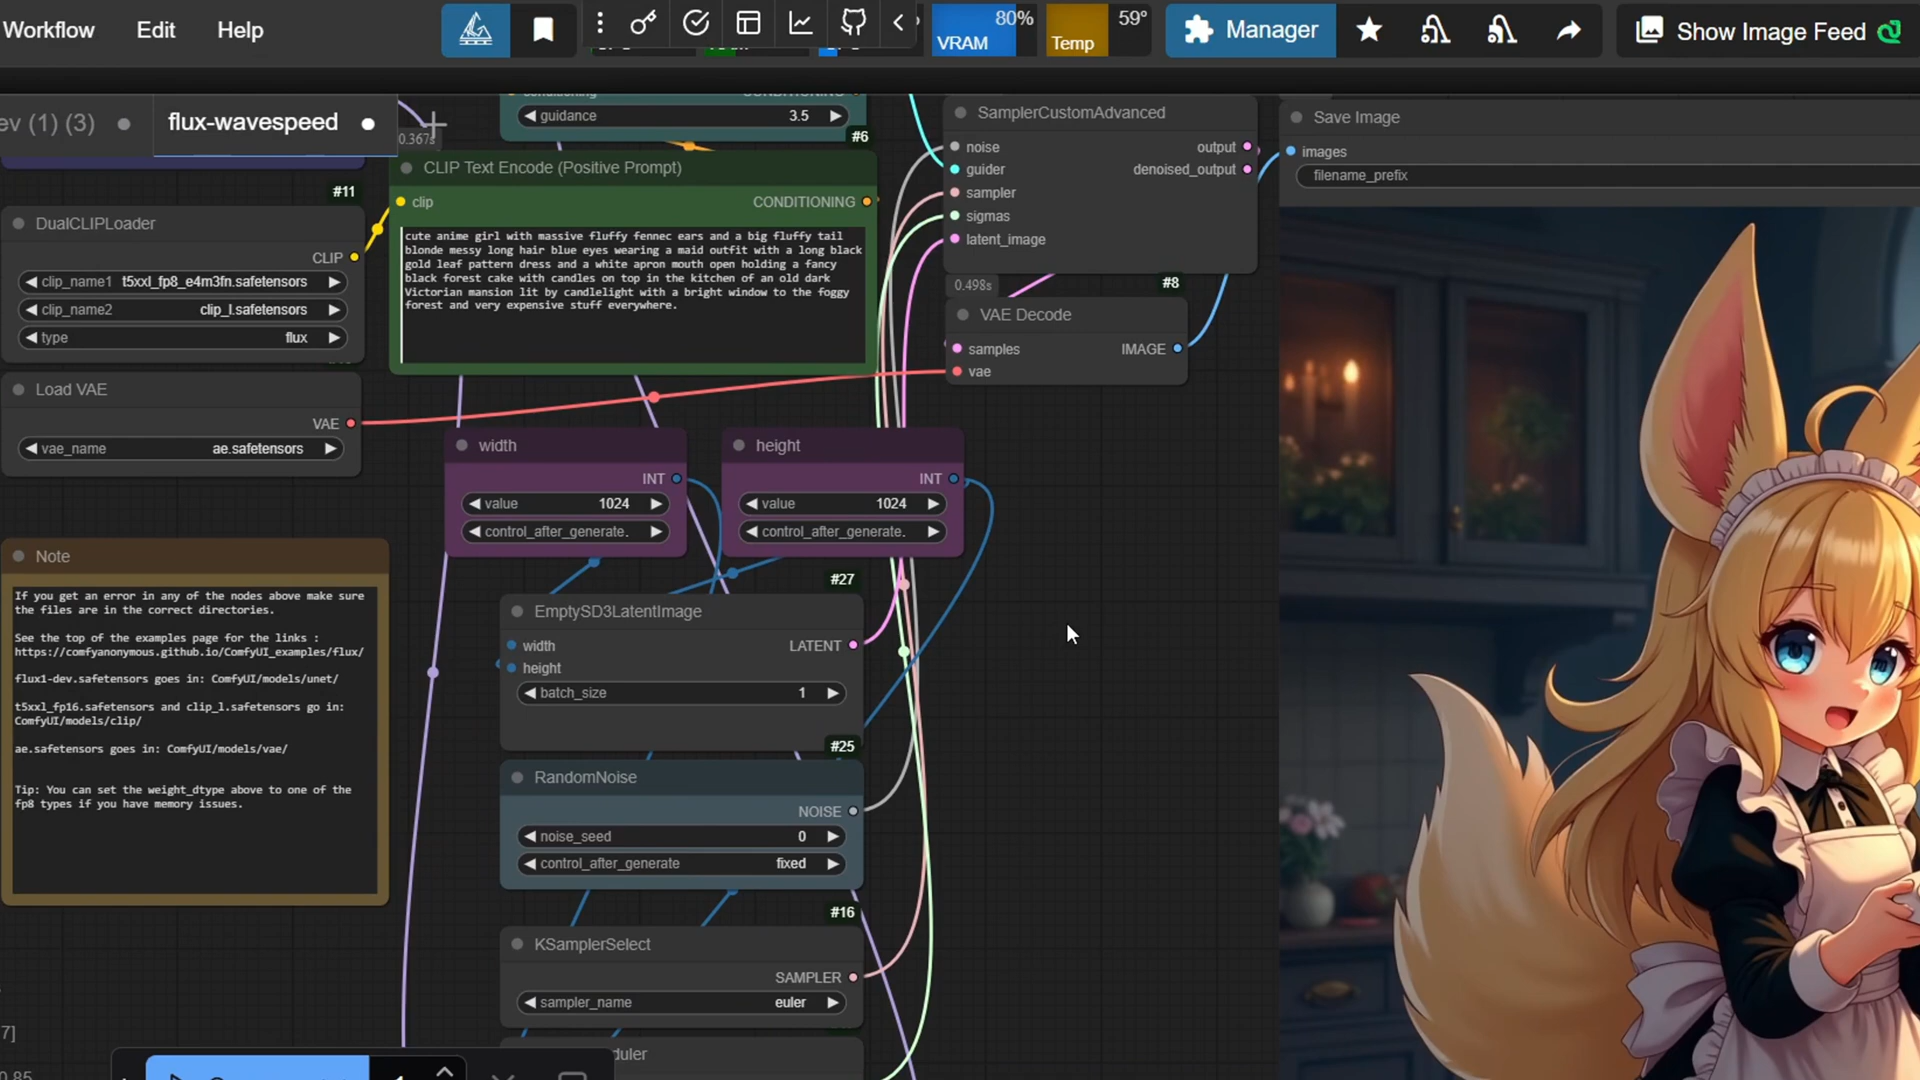 Workflow
Edit
Help
VRAM
80%
Temp
59°
Manager
Show Image Feed
ev (1) (3)
flux-wavespeed
0.367s
guidance
3.5
#6
CLIP Text Encode (Positive Prompt)
clip
CONDITIONING
cute anime girl with massive fluffy fennec ears and a big fluffy tail
blonde messy long hair blue eyes wearing a maid outfit with a long black
gold leaf pattern dress and a white apron mouth open holding a fancy
black forest cake with candles on top in the kitchen of an old dark
Victorian mansion lit by candlelight with a bright window to the foggy
forest and very expensive stuff everywhere.
#11
DualCLIPLoader
CLIP
clip_name1 t5xxl_fp8_e4m3fn.safetensors
clip_name2 clip_l.safetensors
type flux
Load VAE
VAE
vae_name ae.safetensors
Note
If you get an error in any of the nodes above make sure
the files are in the correct directories.
See the top of the examples page for the links :
https://comfyanonymous.github.io/ComfyUI_examples/flux/
flux1-dev.safetensors goes in: ComfyUI/models/unet/
t5xxl_fp16.safetensors and clip_l.safetensors go in:
ComfyUI/models/clip/
ae.safetensors goes in: ComfyUI/models/vae/
Tip: You can set the weight_dtype above to one of the
fp8 types if you have memory issues.
width
INT
value 1024
control_after_generate.
height
INT
value 1024
control_after_generate.
#27
EmptySD3LatentImage
width
LATENT
height
batch_size 1
#25
RandomNoise
NOISE
noise_seed 0
control_after_generate fixed
#16
KSamplerSelect
SAMPLER
sampler_name euler
duler
SamplerCustomAdvanced
noise
output
guider
denoised_output
sampler
sigmas
latent_image
0.498s
#8
VAE Decode
samples
IMAGE
vae
Save Image
images
filename_prefix
7]
0.85
1